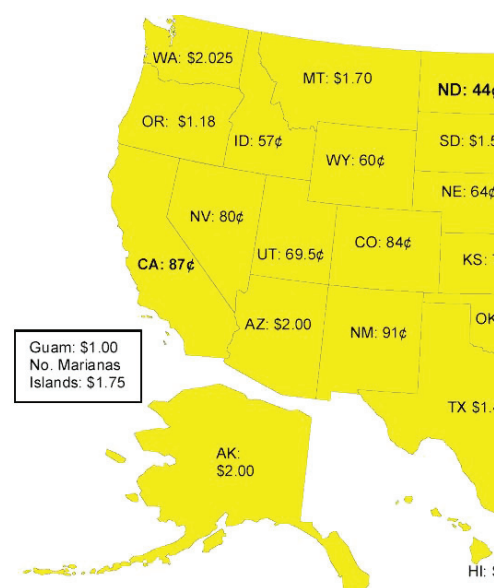 WA: $2.025
MT: $1.70
ND: 44¢
OR: $1.18
ID: 57¢
SD: $1.5
WY: 60¢
NE: 64¢
NV: 80¢
UT: 69.5¢
CO: 84¢
KS:
CA: 87¢
AZ: $2.00
NM: 91¢
OK
Guam: $1.00
No. Marianas
Islands: $1.75
TX $1.4
AK:
$2.00
HI: